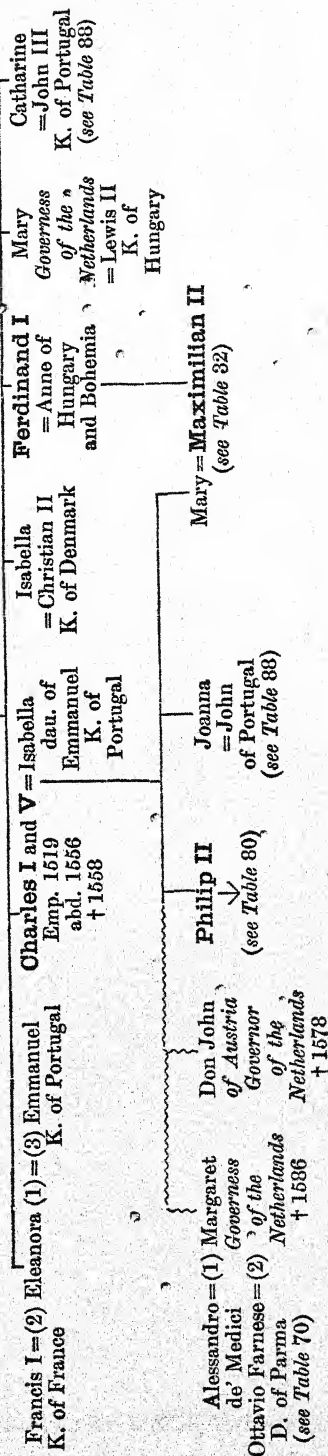 Francis I=(2) Eleanora (1)=(3) Emmanuel
K. of France
K. of Portugal
Charles I and V=Isabella
Emp. 1519
abd. 1556
†1558
dau. of
Emmanuel
K. of
Portugal
Isabella
=Christian II
K. of Denmark
Ferdinand I
=Anne of
Hungary
and Bohemia
Mary
Governess
of the
Netherlands
=Lewis II
K. of
Hungary
Catharine
=John III
K. of Portugal
(see Table 88)
Alessandro=(1) Margaret
de' Medici
Ottavio Farnese=(2)
D. of Parma
(see Table 70)
Governess
of the
Netherlands
†1586
Don John
of Austria
Governor
of the
Netherlands
†1578
Philip II
(see Table 80)
Joanna
=John
of Portugal
(see Table 88)
Mary=Maximilian II
(see Table 32)